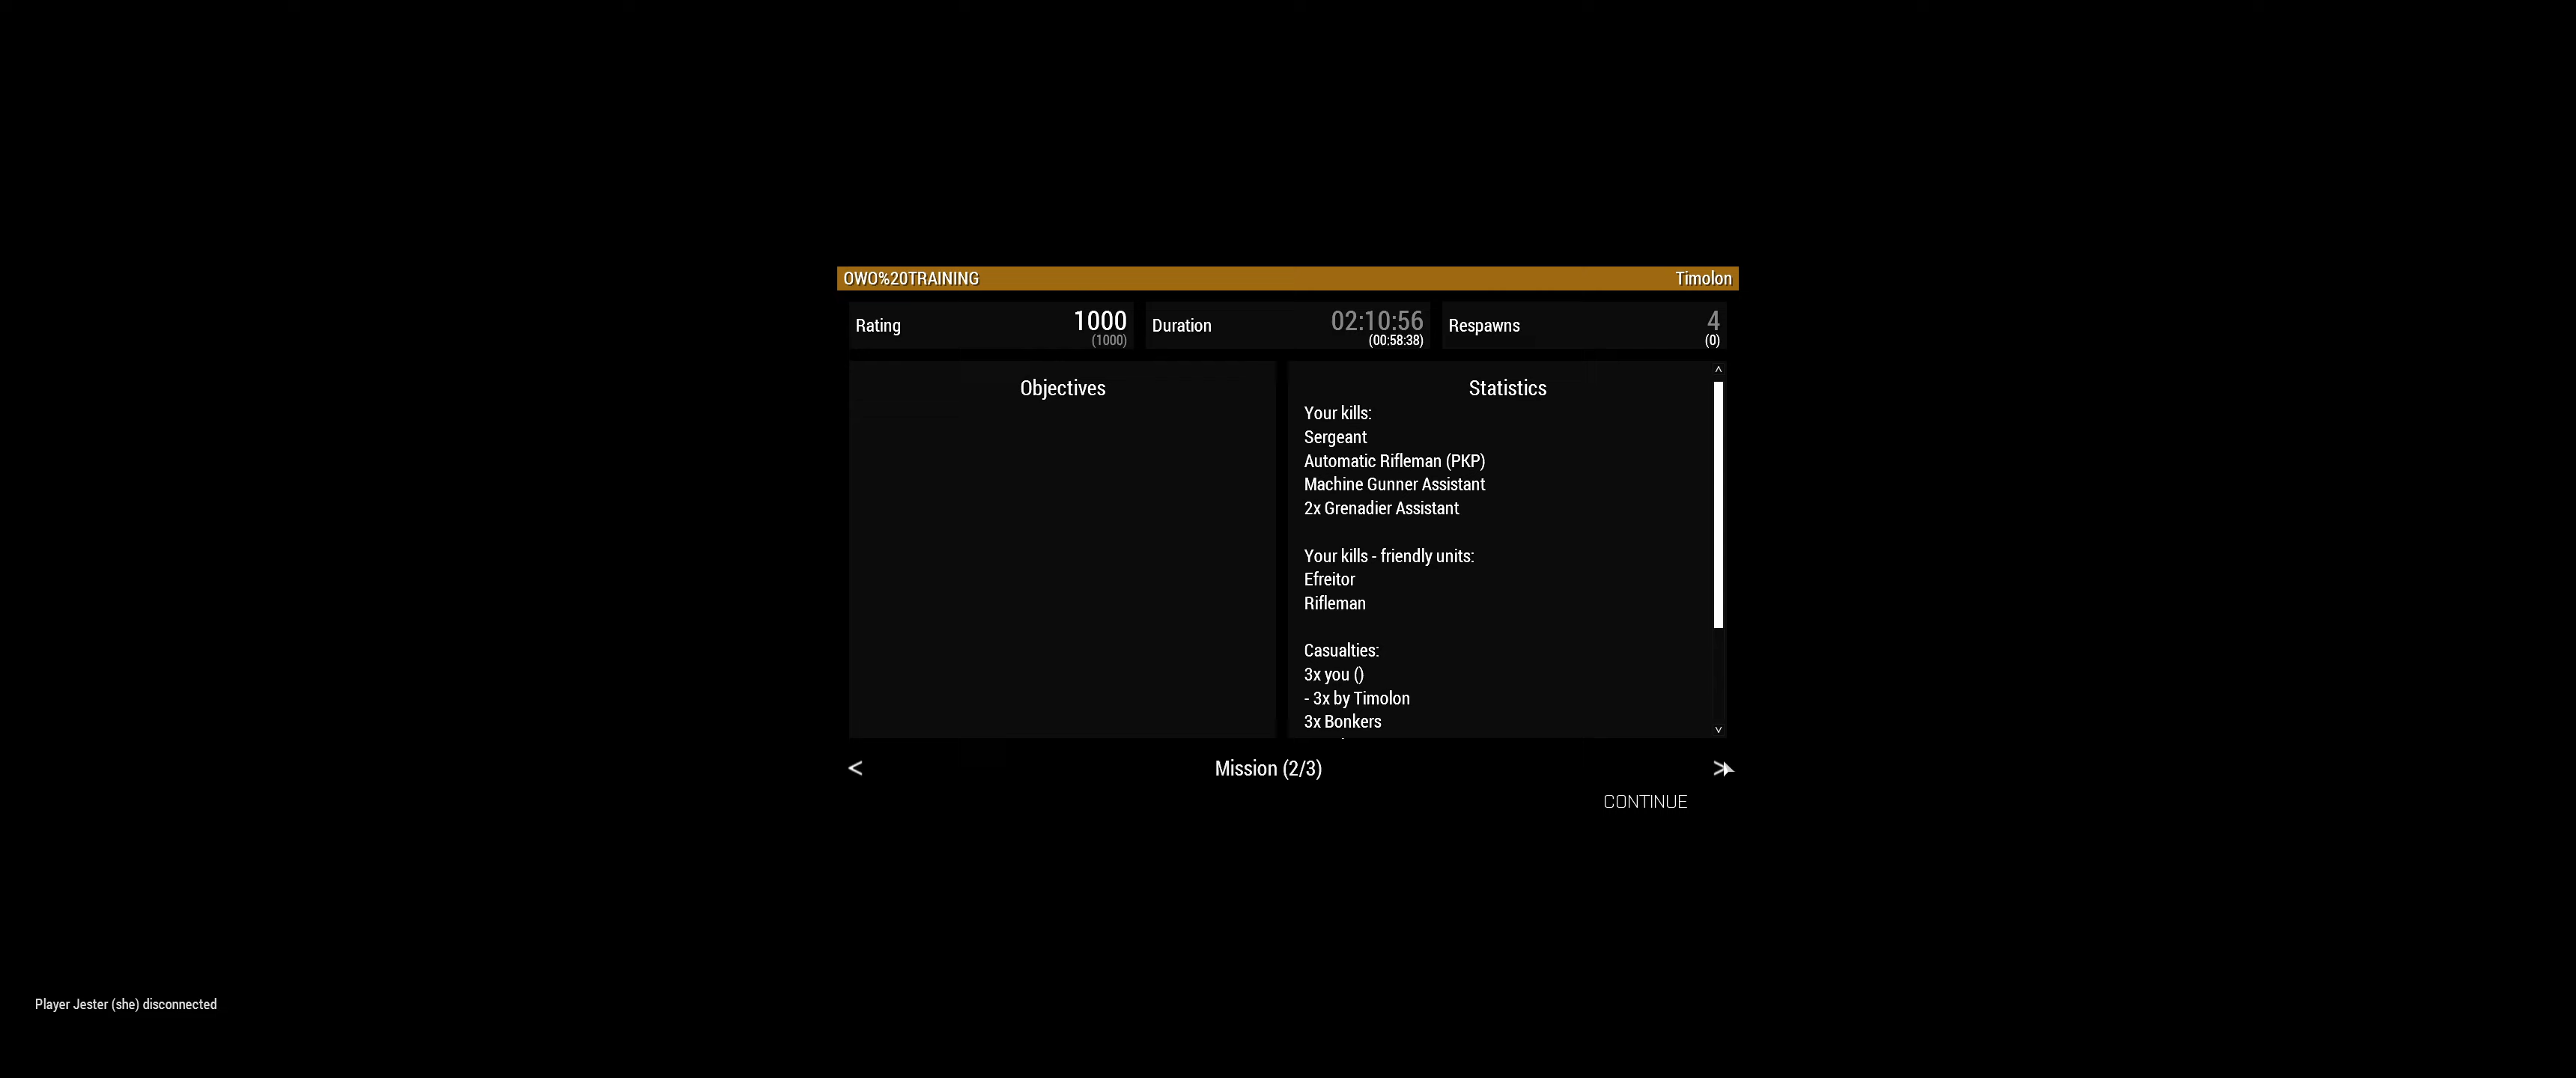 OWO%20TRAINING Timolon
Rating 1000 (1000) Duration 02:10:56 (00:58:38) Respawns 4 (0)
Objectives
Statistics
Your kills:
Sergeant
Automatic Rifleman (PKP)
Machine Gunner Assistant
2x Grenadier Assistant
Your kills - friendly units:
Efreitor
Rifleman
Casualties:
3x you ()
- 3x by Timolon
3x Bonkers
< Mission (2/3) >
CONTINUE
Player Jester (she) disconnected